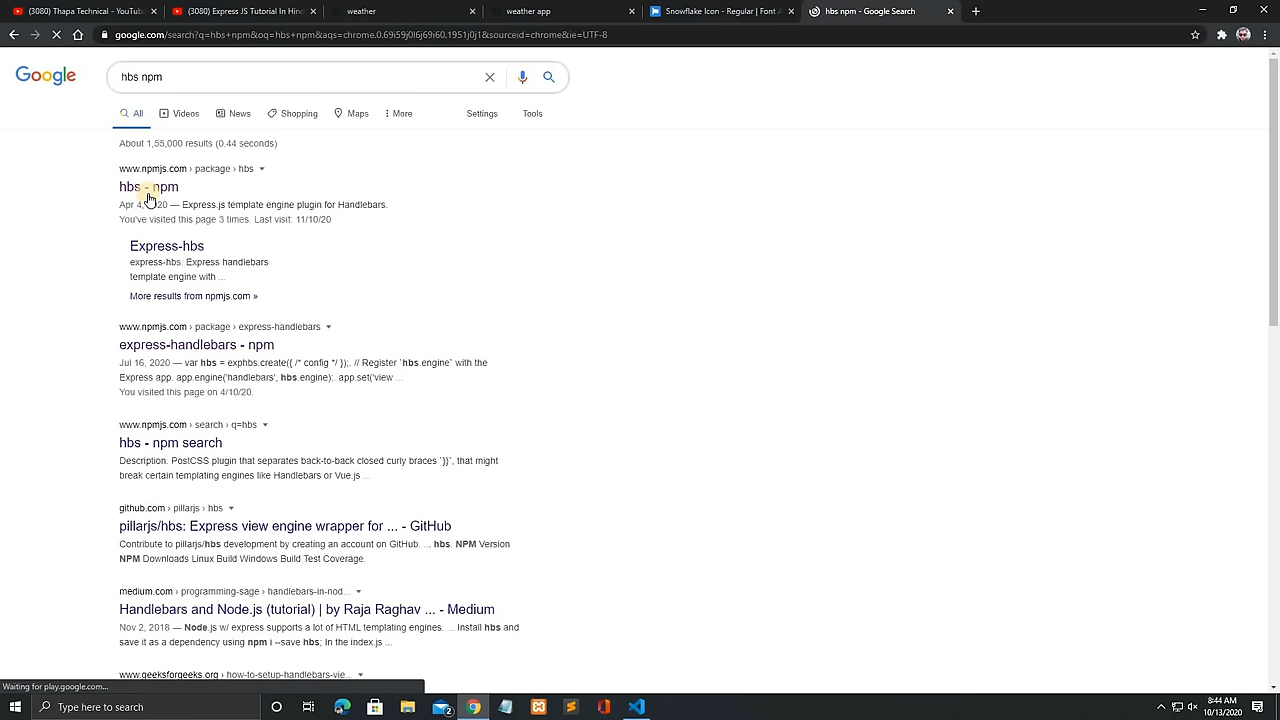 (3080) Thapa Technical - YouTub
(3080) Express JS Tutorial In Hin
weather
weather app
Snowflake Icon - Regular | Font A
hbs npm - Google Search
google.com/search?q=hbs+npm&oq=hbs+npm&aqs=chrome.0.69i59j0l6j69i60.1951j0j1&sourceid=chrome&ie=UTF-8
Google
hbs npm
All
Videos
News
Shopping
Maps
More
Settings
Tools
About 1,55,000 results (0.44 seconds)
www.npmjs.com › package › hbs
hbs - npm
Apr 4, 2020 — Express.js template engine plugin for Handlebars.
You've visited this page 3 times. Last visit: 11/10/20
Express-hbs
express-hbs. Express handlebars
template engine with ...
More results from npmjs.com »
www.npmjs.com › package › express-handlebars
express-handlebars - npm
Jul 16, 2020 — var hbs = exphbs.create({ /* config */ });. // Register `hbs.engine` with the
Express app. app.engine('handlebars', hbs.engine);. app.set('view ...
You visited this page on 4/10/20.
www.npmjs.com › search › q=hbs
hbs - npm search
Description. PostCSS plugin that separates back-to-back closed curly braces `}}`, that might
break certain templating engines like Handlebars or Vue.js ...
github.com › pillarjs › hbs
pillarjs/hbs: Express view engine wrapper for ... - GitHub
Contribute to pillarjs/hbs development by creating an account on GitHub. ..., hbs. NPM Version
NPM Downloads Linux Build Windows Build Test Coverage.
medium.com › programming-sage › handlebars-in-nod...
Handlebars and Node.js (tutorial) | by Raja Raghav ... - Medium
Nov 2, 2018 — Node.js w/ express supports a lot of HTML templating engines. ... Install hbs and
save it as a dependency using npm i --save hbs; In the index.js ...
www.geeksforgeeks.org › how-to-setup-handlebars-vie...
Waiting for play.google.com...
Type here to search
2
8:44 AM
10/13/2020